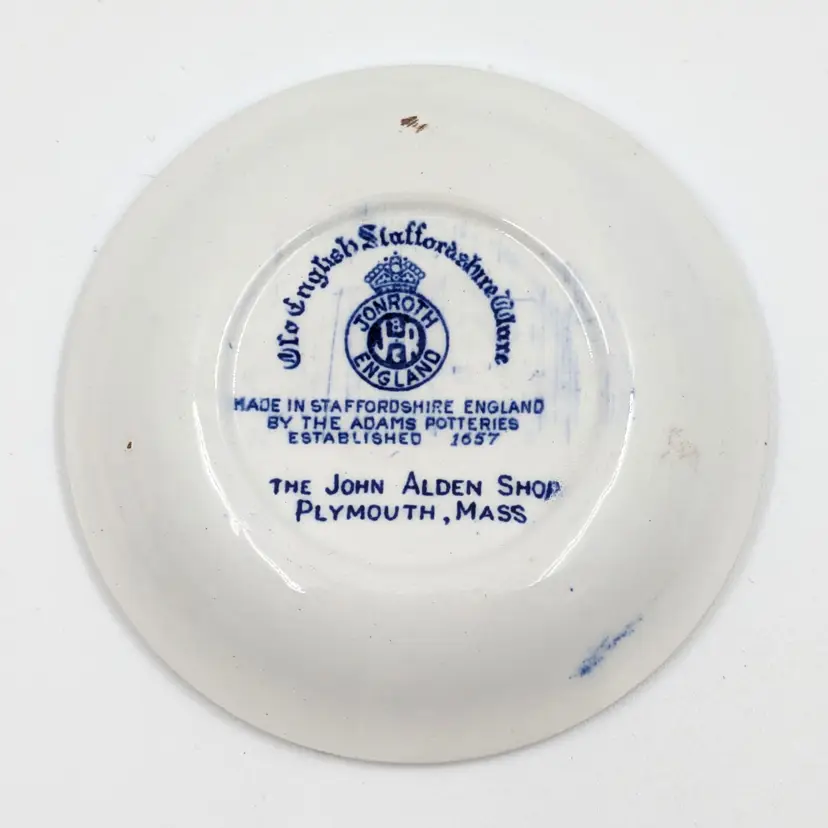 Old English Staffordshire Ware
JONROTH
ENGLAND
MADE IN STAFFORDSHIRE ENGLAND
BY THE ADAMS POTTERIES
ESTABLISHED 1657
THE JOHN ALDEN SHOP
PLYMOUTH, MASS